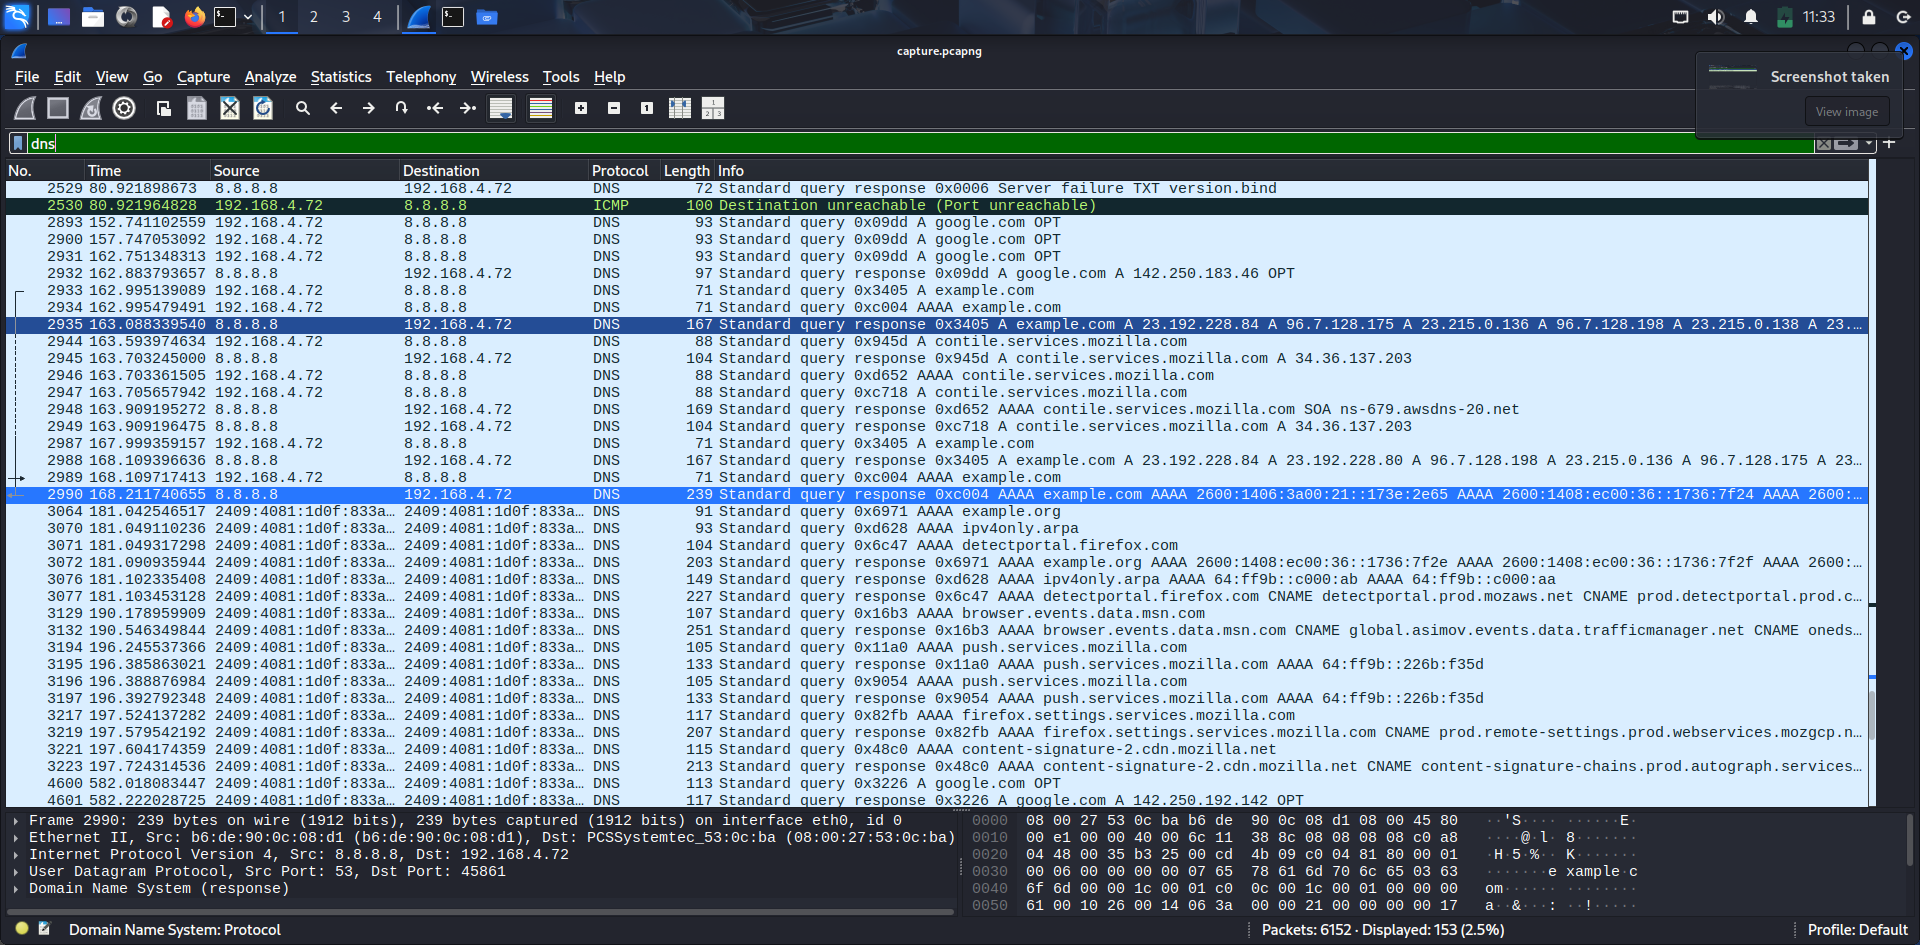 1 2 3 4 11:33
capture.pcapng
File Edit View Go Capture Analyze Statistics Telephony Wireless Tools Help
Screenshot taken
View image
dns
No. Time Source Destination Protocol Length Info
2529 80.921898673 8.8.8.8 192.168.4.72 DNS 72 Standard query response 0x0006 Server failure TXT version.bind
2530 80.921964828 192.168.4.72 8.8.8.8 ICMP 100 Destination unreachable (Port unreachable)
2893 152.741102559 192.168.4.72 8.8.8.8 DNS 93 Standard query 0x09dd A google.com OPT
2900 157.747053092 192.168.4.72 8.8.8.8 DNS 93 Standard query 0x09dd A google.com OPT
2931 162.751348313 192.168.4.72 8.8.8.8 DNS 93 Standard query 0x09dd A google.com OPT
2932 162.883793657 8.8.8.8 192.168.4.72 DNS 97 Standard query response 0x09dd A google.com A 142.250.183.46 OPT
2933 162.995139089 192.168.4.72 8.8.8.8 DNS 71 Standard query 0x3405 A example.com
2934 162.995479491 192.168.4.72 8.8.8.8 DNS 71 Standard query 0xc004 AAAA example.com
2935 163.088339540 8.8.8.8 192.168.4.72 DNS 167 Standard query response 0x3405 A example.com A 23.192.228.84 A 96.7.128.175 A 23.215.0.136 A 96.7.128.198 A 23.215.0.138 A 23.…
2944 163.593974634 192.168.4.72 8.8.8.8 DNS 88 Standard query 0x945d A contile.services.mozilla.com
2945 163.703245000 8.8.8.8 192.168.4.72 DNS 104 Standard query response 0x945d A contile.services.mozilla.com A 34.36.137.203
2946 163.703361505 192.168.4.72 8.8.8.8 DNS 88 Standard query 0xd652 AAAA contile.services.mozilla.com
2947 163.705657942 192.168.4.72 8.8.8.8 DNS 88 Standard query 0xc718 A contile.services.mozilla.com
2948 163.909195272 8.8.8.8 192.168.4.72 DNS 169 Standard query response 0xd652 AAAA contile.services.mozilla.com SOA ns-679.awsdns-20.net
2949 163.909196475 8.8.8.8 192.168.4.72 DNS 104 Standard query response 0xc718 A contile.services.mozilla.com A 34.36.137.203
2987 167.999359157 192.168.4.72 8.8.8.8 DNS 71 Standard query 0x3405 A example.com
2988 168.109396636 8.8.8.8 192.168.4.72 DNS 167 Standard query response 0x3405 A example.com A 23.192.228.84 A 23.192.228.80 A 96.7.128.198 A 23.215.0.136 A 96.7.128.175 A 23…
2989 168.109717413 192.168.4.72 8.8.8.8 DNS 71 Standard query 0xc004 AAAA example.com
2990 168.211740655 8.8.8.8 192.168.4.72 DNS 239 Standard query response 0xc004 AAAA example.com AAAA 2600:1406:3a00:21::173e:2e65 AAAA 2600:1408:ec00:36::1736:7f24 AAAA 2600:…
3064 181.042546517 2409:4081:1d0f:833a… 2409:4081:1d0f:833a… DNS 91 Standard query 0x6971 AAAA example.org
3070 181.049110236 2409:4081:1d0f:833a… 2409:4081:1d0f:833a… DNS 93 Standard query 0xd628 AAAA ipv4only.arpa
3071 181.049317298 2409:4081:1d0f:833a… 2409:4081:1d0f:833a… DNS 104 Standard query 0x6c47 AAAA detectportal.firefox.com
3072 181.090935944 2409:4081:1d0f:833a… 2409:4081:1d0f:833a… DNS 203 Standard query response 0x6971 AAAA example.org AAAA 2600:1408:ec00:36::1736:7f2e AAAA 2600:1408:ec00:36::1736:7f2f AAAA 2600:…
3076 181.102335408 2409:4081:1d0f:833a… 2409:4081:1d0f:833a… DNS 149 Standard query response 0xd628 AAAA ipv4only.arpa AAAA 64:ff9b::c000:ab AAAA 64:ff9b::c000:aa
3077 181.103453128 2409:4081:1d0f:833a… 2409:4081:1d0f:833a… DNS 227 Standard query response 0x6c47 AAAA detectportal.firefox.com CNAME detectportal.prod.mozaws.net CNAME prod.detectportal.prod.c…
3129 190.178959909 2409:4081:1d0f:833a… 2409:4081:1d0f:833a… DNS 107 Standard query 0x16b3 AAAA browser.events.data.msn.com
3132 190.546349844 2409:4081:1d0f:833a… 2409:4081:1d0f:833a… DNS 251 Standard query response 0x16b3 AAAA browser.events.data.msn.com CNAME global.asimov.events.data.trafficmanager.net CNAME oneds…
3194 196.245537366 2409:4081:1d0f:833a… 2409:4081:1d0f:833a… DNS 105 Standard query 0x11a0 AAAA push.services.mozilla.com
3195 196.385863021 2409:4081:1d0f:833a… 2409:4081:1d0f:833a… DNS 133 Standard query response 0x11a0 AAAA push.services.mozilla.com AAAA 64:ff9b::226b:f35d
3196 196.388876984 2409:4081:1d0f:833a… 2409:4081:1d0f:833a… DNS 105 Standard query 0x9054 AAAA push.services.mozilla.com
3197 196.392792348 2409:4081:1d0f:833a… 2409:4081:1d0f:833a… DNS 133 Standard query response 0x9054 AAAA push.services.mozilla.com AAAA 64:ff9b::226b:f35d
3217 197.524137282 2409:4081:1d0f:833a… 2409:4081:1d0f:833a… DNS 117 Standard query 0x82fb AAAA firefox.settings.services.mozilla.com
3219 197.579542192 2409:4081:1d0f:833a… 2409:4081:1d0f:833a… DNS 207 Standard query response 0x82fb AAAA firefox.settings.services.mozilla.com CNAME prod.remote-settings.prod.webservices.mozgcp.n…
3221 197.604174359 2409:4081:1d0f:833a… 2409:4081:1d0f:833a… DNS 115 Standard query 0x48c0 AAAA content-signature-2.cdn.mozilla.net
3223 197.724314536 2409:4081:1d0f:833a… 2409:4081:1d0f:833a… DNS 213 Standard query response 0x48c0 AAAA content-signature-2.cdn.mozilla.net CNAME content-signature-chains.prod.autograph.services…
4600 582.018083447 2409:4081:1d0f:833a… 2409:4081:1d0f:833a… DNS 113 Standard query 0x3226 A google.com OPT
4601 582.222028725 2409:4081:1d0f:833a… 2409:4081:1d0f:833a… DNS 117 Standard query response 0x3226 A google.com A 142.250.192.142 OPT
Frame 2990: 239 bytes on wire (1912 bits), 239 bytes captured (1912 bits) on interface eth0, id 0
Ethernet II, Src: b6:de:90:0c:08:d1 (b6:de:90:0c:08:d1), Dst: PCSSystemtec_53:0c:ba (08:00:27:53:0c:ba)
Internet Protocol Version 4, Src: 8.8.8.8, Dst: 192.168.4.72
User Datagram Protocol, Src Port: 53, Dst Port: 45861
Domain Name System (response)
0000 08 00 27 53 0c ba b6 de 90 0c 08 d1 08 00 45 80 ··'S···· ······E·
0010 00 e1 00 00 40 00 6c 11 38 8c 08 08 08 08 c0 a8 ····@·l· 8·······
0020 04 48 00 35 b3 25 00 cd 4b 09 c0 04 81 80 00 01 ·H·5·%·· K·······
0030 00 06 00 00 00 00 07 65 78 61 6d 70 6c 65 03 63 ·······e xample·c
0040 6f 6d 00 00 1c 00 01 c0 0c 00 1c 00 01 00 00 00 om······ ········
0050 61 00 10 26 00 14 06 3a 00 00 21 00 00 00 00 17 a··&···: ··!·····
Domain Name System: Protocol
Packets: 6152 · Displayed: 153 (2.5%)
Profile: Default